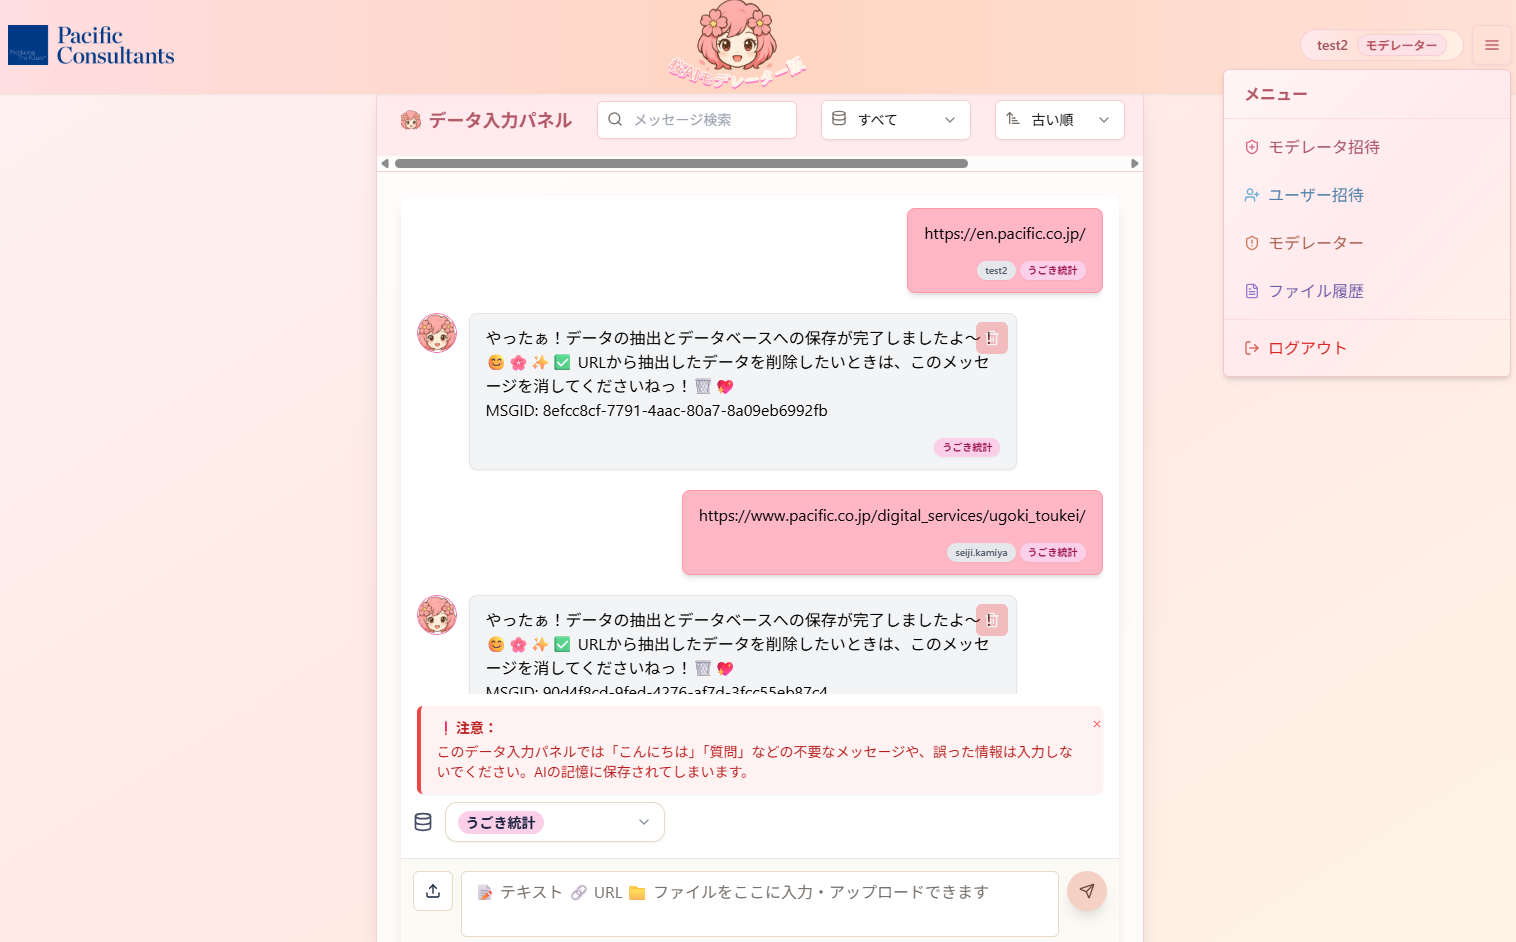 Pacific
Consultants
Producing
The Future
桜AIモデレーター版
test2 モデレーター
メニュー
モデレータ招待
ユーザー招待
モデレーター
ファイル履歴
ログアウト
データ入力パネル
メッセージ検索
すべて
古い順
https://en.pacific.co.jp/
test2 うごき統計
やったぁ！データの抽出とデータベースへの保存が完了しましたよ～！
😊 🌸 ✨ ✅ URLから抽出したデータを削除したいときは、このメッセ
ージを消してくださいねっ！🗑️ 💖
MSGID: 8efcc8cf-7791-4aac-80a7-8a09eb6992fb
うごき統計
https://www.pacific.co.jp/digital_services/ugoki_toukei/
seiji.kamiya うごき統計
やったぁ！データの抽出とデータベースへの保存が完了しましたよ～！
😊 🌸 ✨ ✅ URLから抽出したデータを削除したいときは、このメッセ
ージを消してくださいねっ！🗑️ 💖
MSGID: 90d4f8cd-9fed-4276-af7d-3fcc55eb87c4
❗注意：
このデータ入力パネルでは「こんにちは」「質問」などの不要なメッセージや、誤った情報は入力しな
いでください。AIの記憶に保存されてしまいます。
うごき統計
📝 テキスト 🔗 URL 📁 ファイルをここに入力・アップロードできます